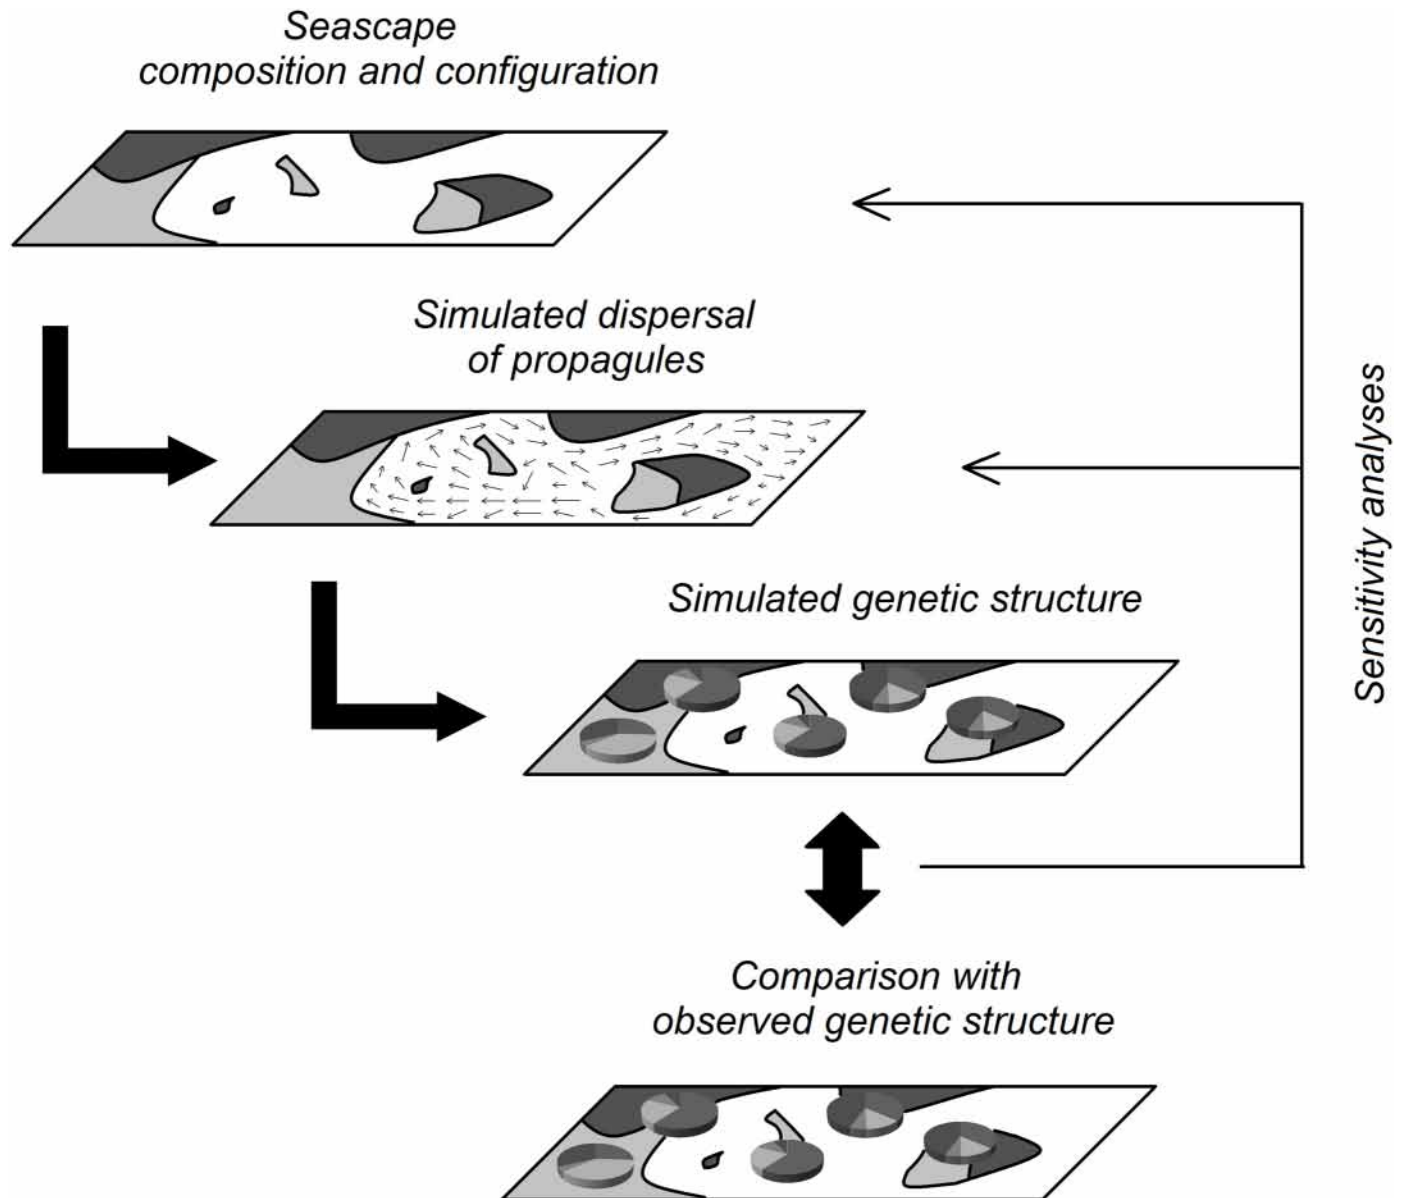 Seascape
composition and configuration
Simulated dispersal
of propagules
Simulated genetic structure
Sensitivity analyses
Comparison with
observed genetic structure